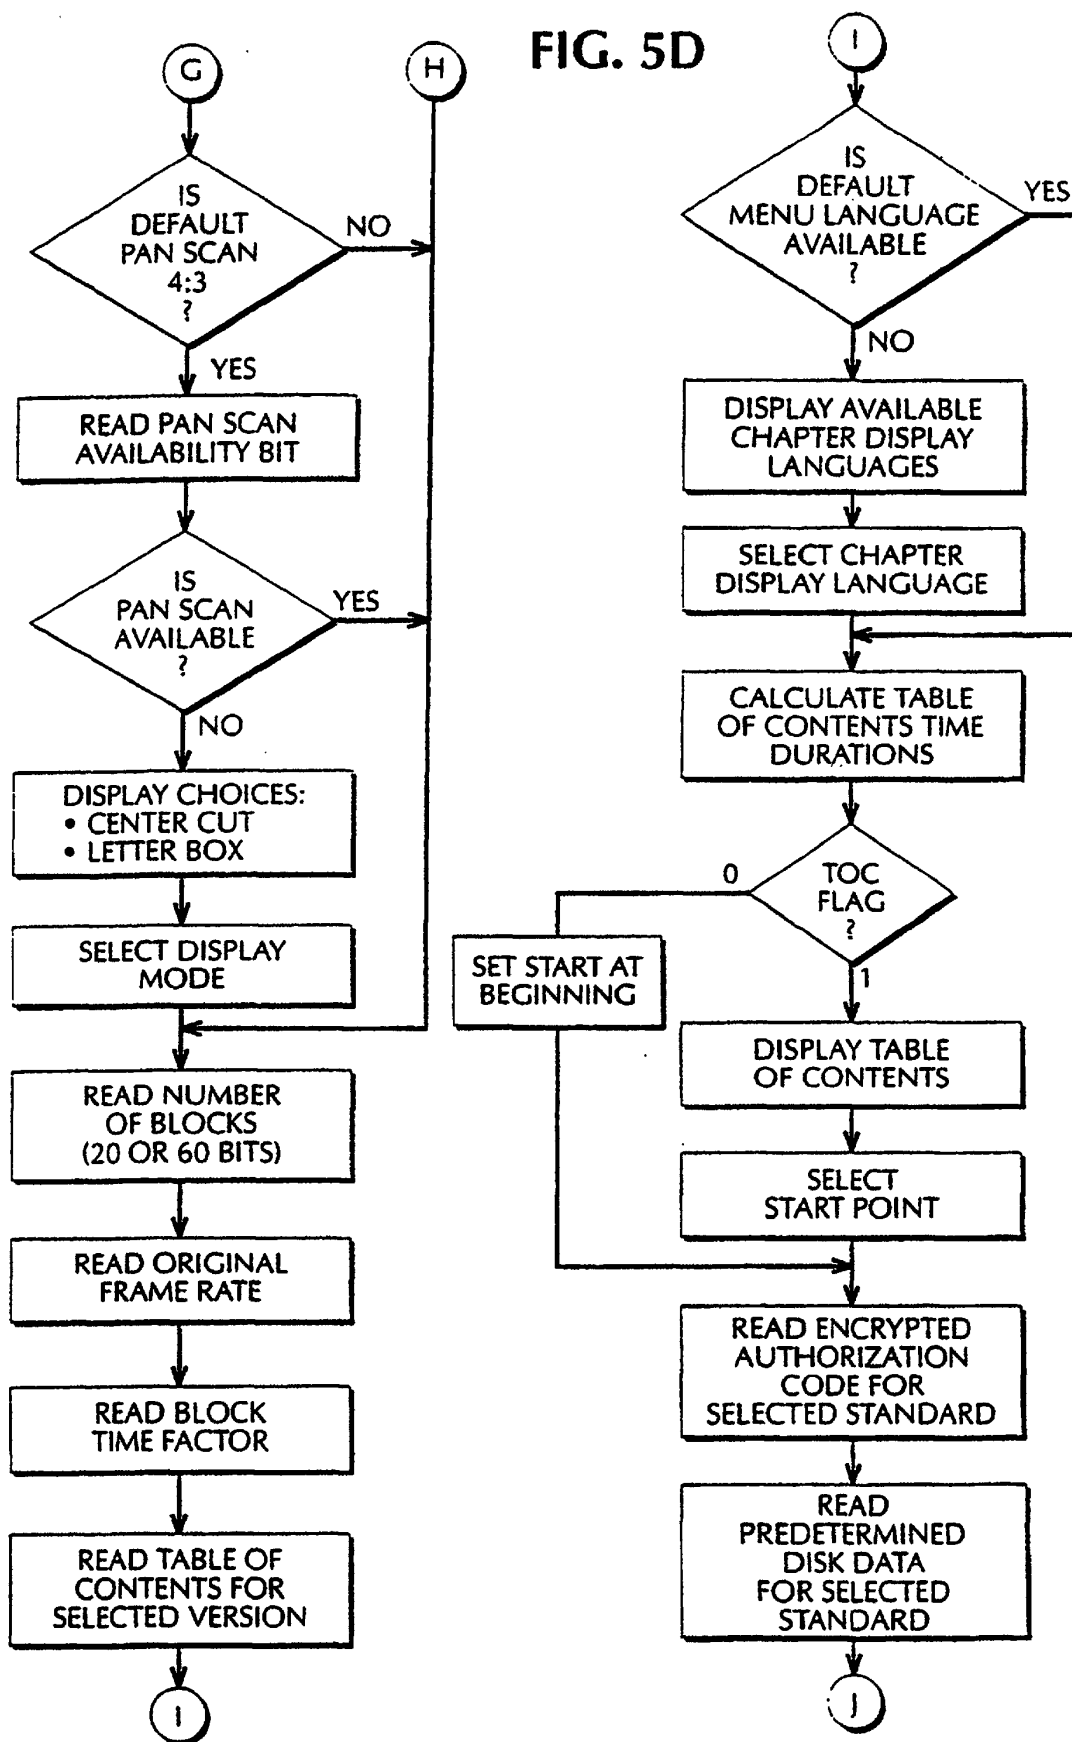 FIG. 5D
G
H
IS
DEFAULT
PAN SCAN
4:3
?
NO
YES
READ PAN SCAN
AVAILABILITY BIT
IS
PAN SCAN
AVAILABLE
?
YES
NO
DISPLAY CHOICES:
• CENTER CUT
• LETTER BOX
SELECT DISPLAY
MODE
READ NUMBER
OF BLOCKS
(20 OR 60 BITS)
READ ORIGINAL
FRAME RATE
READ BLOCK
TIME FACTOR
READ TABLE OF
CONTENTS FOR
SELECTED VERSION
I
I
IS
DEFAULT
MENU LANGUAGE
AVAILABLE
?
YES
NO
DISPLAY AVAILABLE
CHAPTER DISPLAY
LANGUAGES
SELECT CHAPTER
DISPLAY LANGUAGE
CALCULATE TABLE
OF CONTENTS TIME
DURATIONS
TOC
FLAG
?
0
1
SET START AT
BEGINNING
DISPLAY TABLE
OF CONTENTS
SELECT
START POINT
READ ENCRYPTED
AUTHORIZATION
CODE FOR
SELECTED STANDARD
READ
PREDETERMINED
DISK DATA
FOR SELECTED
STANDARD
J